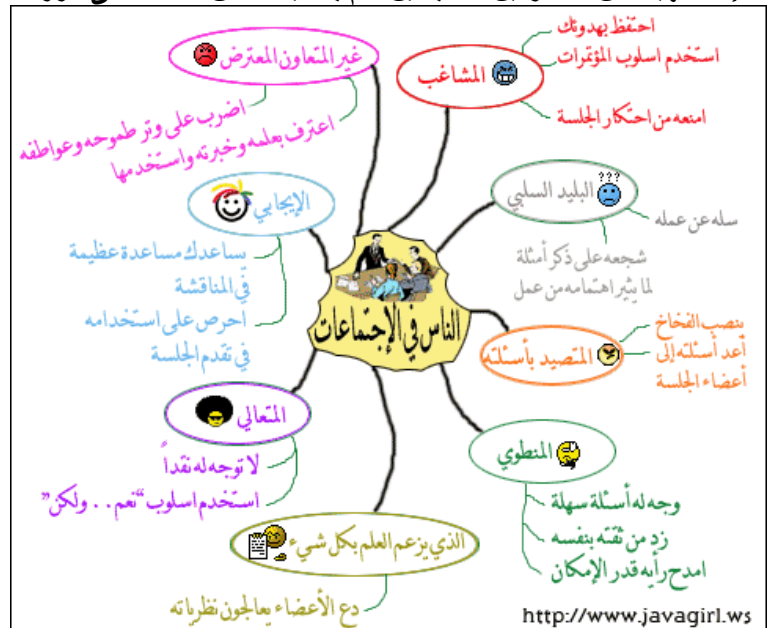 احتفظ بهدوئك
استخدم اسلوب المؤتمرات
المشاغب
امنعه من احتكار الجلسة
غير المتعاون المعترض
اضرب على وتر طموحه وعواطفه
اعترف بعلمه وخبرته واستخدمها
البليد السلبي
سله عن عمله
شجعه على ذكر أمثلة
لما يثير اهتمامه من عمل
الإيجابي
يساعدك مساعدة عظيمة
في المناقشة
احرص على استخدامه
في تقدم الجلسة
الناس في الإجتماعات
المتصيد بأسئلته
ينصب الفخاخ
أعد أسئلته إلى
أعضاء الجلسة
المتعالي
لا توجه له نقداً
استخدم اسلوب "نعم . . ولكن"
المنطوي
وجه له أسئلة سهلة
زد من ثقته بنفسه
امدح رأيه قدر الإمكان
الذي يزعم العلم بكل شيء
دع الأعضاء يعالجون نظرياته
http://www.javagirl.ws